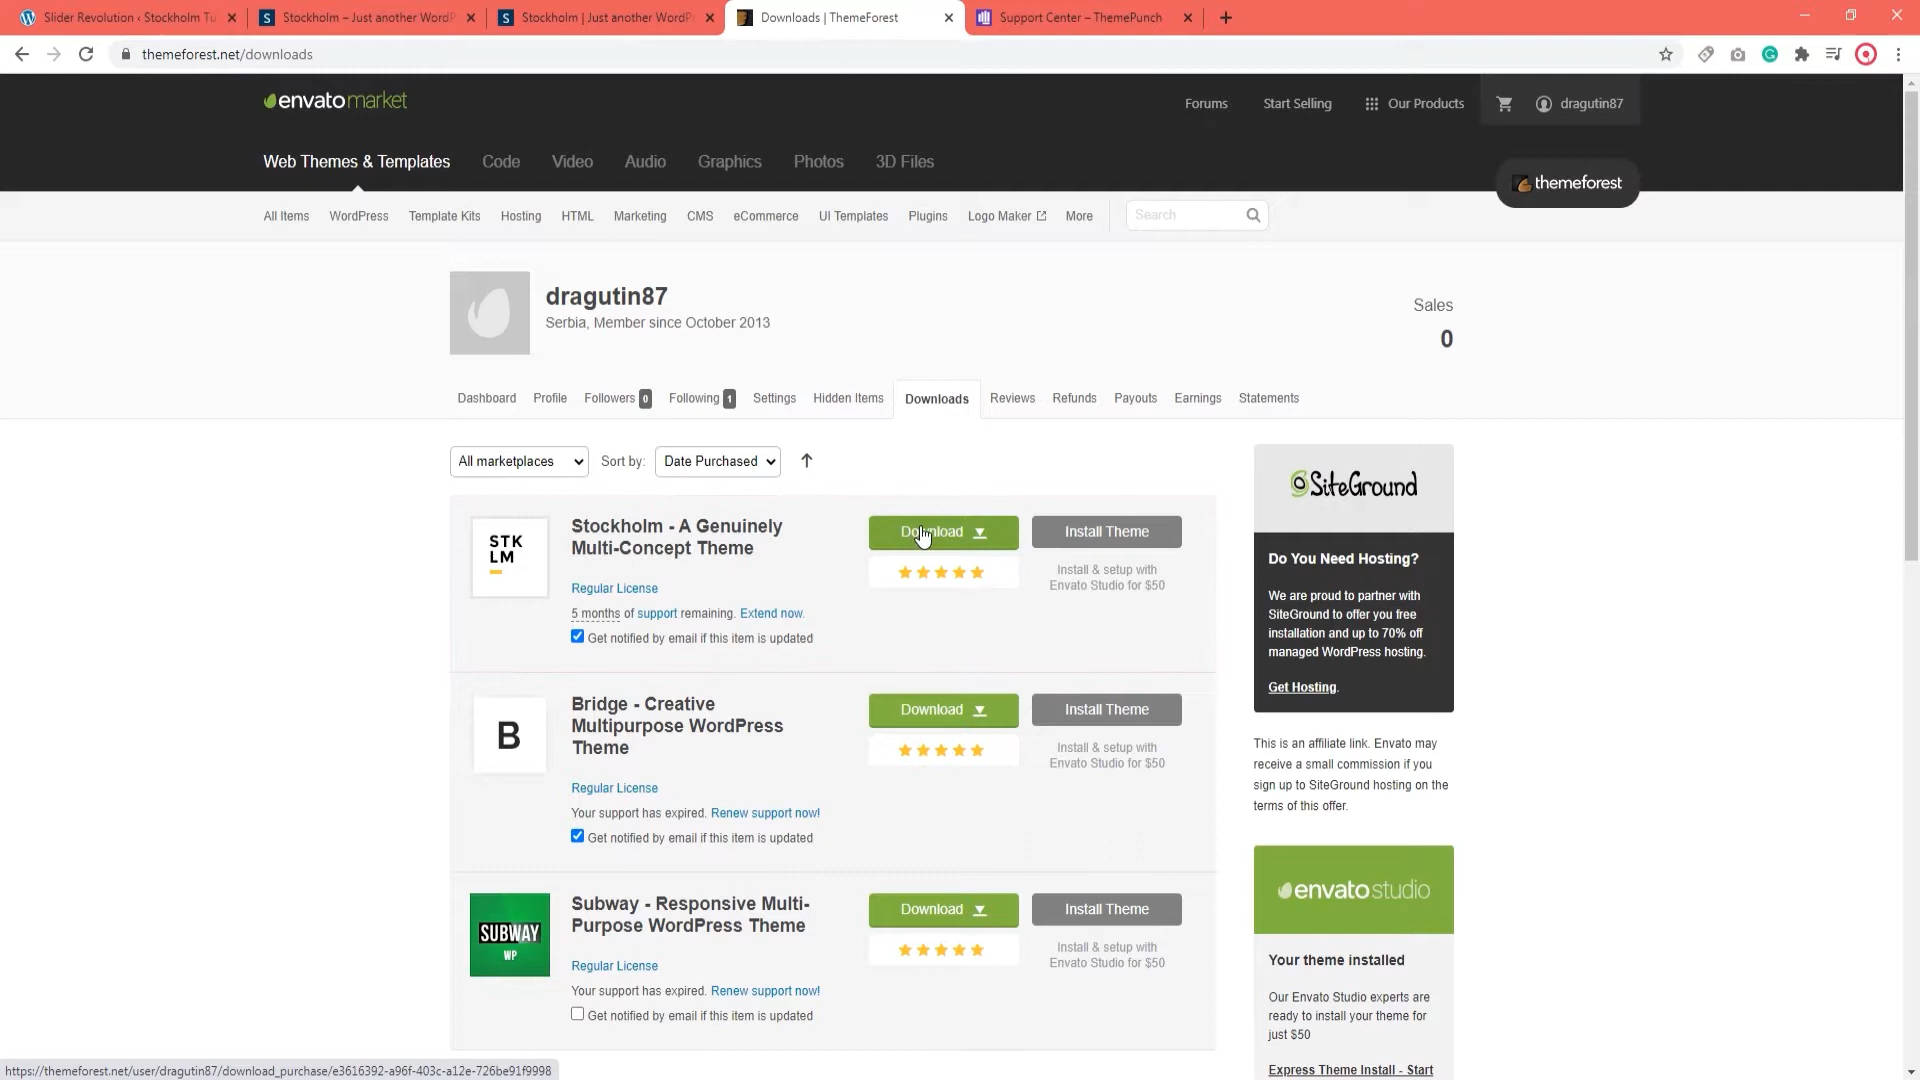 Slider Revolution ‹ Stockholm Tu
Stockholm – Just another WordP
Stockholm | Just another WordPr
Downloads | ThemeForest
Support Center – ThemePunch
themeforest.net/downloads
envatomarket
Forums
Start Selling
Our Products
dragutin87
Web Themes & Templates
Code
Video
Audio
Graphics
Photos
3D Files
themeforest
All Items
WordPress
Template Kits
Hosting
HTML
Marketing
CMS
eCommerce
UI Templates
Plugins
Logo Maker
More
Search
dragutin87
Serbia, Member since October 2013
Sales
0
Dashboard
Profile
Followers 0
Following 1
Settings
Hidden Items
Downloads
Reviews
Refunds
Payouts
Earnings
Statements
All marketplaces
Sort by:
Date Purchased
STK
LM
Stockholm - A Genuinely
Multi-Concept Theme
Regular License
5 months of support remaining. Extend now.
Get notified by email if this item is updated
Download
Install Theme
Install & setup with
Envato Studio for $50
B
Bridge - Creative
Multipurpose WordPress
Theme
Regular License
Your support has expired. Renew support now!
Get notified by email if this item is updated
Download
Install Theme
Install & setup with
Envato Studio for $50
SUBWAY
WP
Subway - Responsive Multi-
Purpose WordPress Theme
Regular License
Your support has expired. Renew support now!
Get notified by email if this item is updated
Download
Install Theme
Install & setup with
Envato Studio for $50
SiteGround
Do You Need Hosting?
We are proud to partner with
SiteGround to offer you free
installation and up to 70% off
managed WordPress hosting.
Get Hosting.
This is an affiliate link. Envato may
receive a small commission if you
sign up to SiteGround hosting on the
terms of this offer.
envatostudio
Your theme installed
Our Envato Studio experts are
ready to install your theme for
just $50
Express Theme Install - Start
https://themeforest.net/user/dragutin87/download_purchase/e3616392-a96f-403c-a12e-726be91f9998